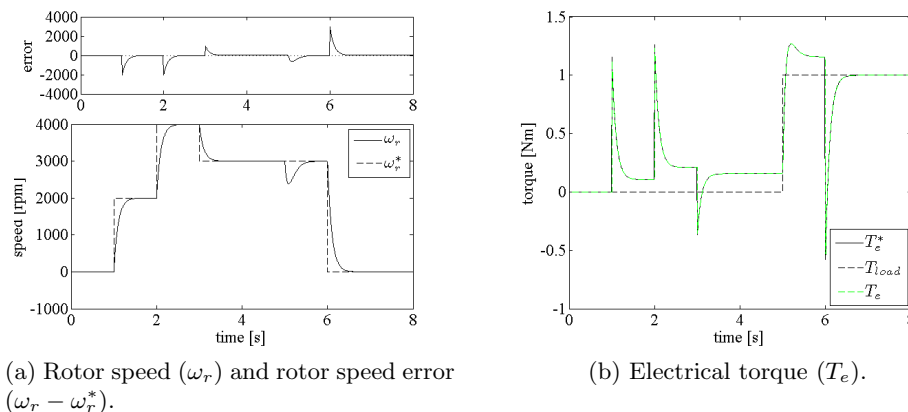 4000
2000
0
-2000
-4000
error
0
2
4
6
8
4000
3000
2000
1000
0
-1000
speed [rpm]
ω_r
ω_r^*
0
2
4
6
8
time [s]
1.5
1
0.5
0
-0.5
-1
torque [Nm]
T_e^*
T_load
T_e
0
2
4
6
8
time [s]
(a) Rotor speed (ω_r) and rotor speed error
(ω_r − ω_r^*).
(b) Electrical torque (T_e).